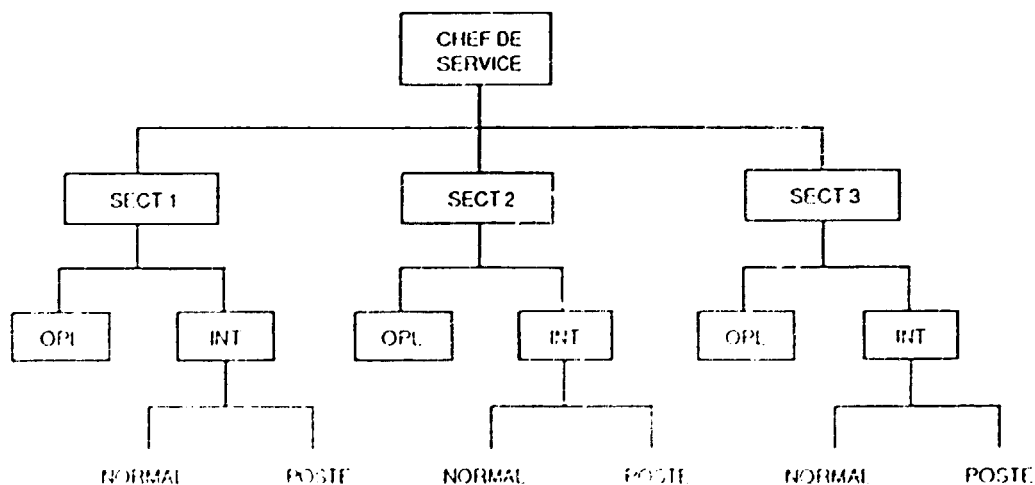 CHEF DE
SERVICE
SECT 1
SECT 2
SECT 3
OPL
INT
OPL
INT
OPL
INT
NORMAL
POSTE
NORMAL
POSTE
NORMAL
POSTE